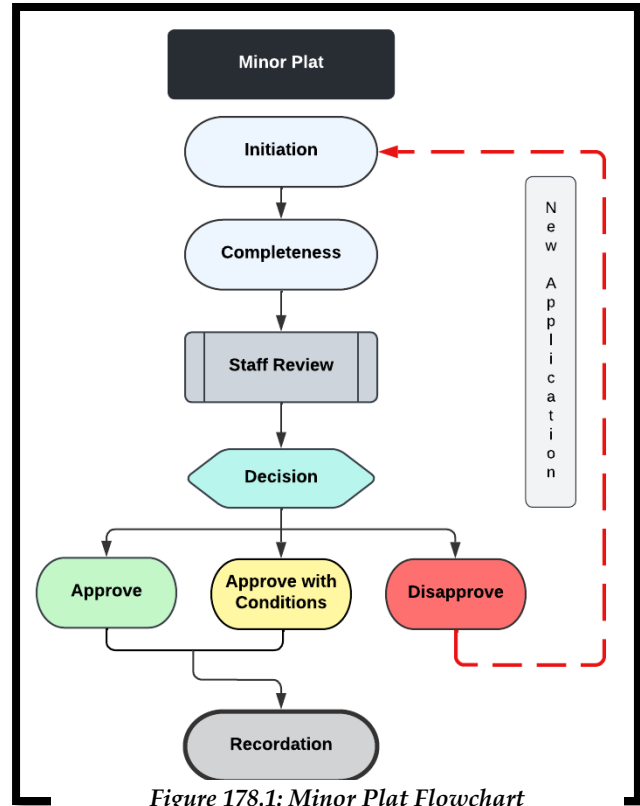 Minor Plat
Initiation
New Application
Completeness
Staff Review
Decision
Approve
Approve with
Conditions
Disapprove
Recordation
Figure 178.1: Minor Plat Flowchart